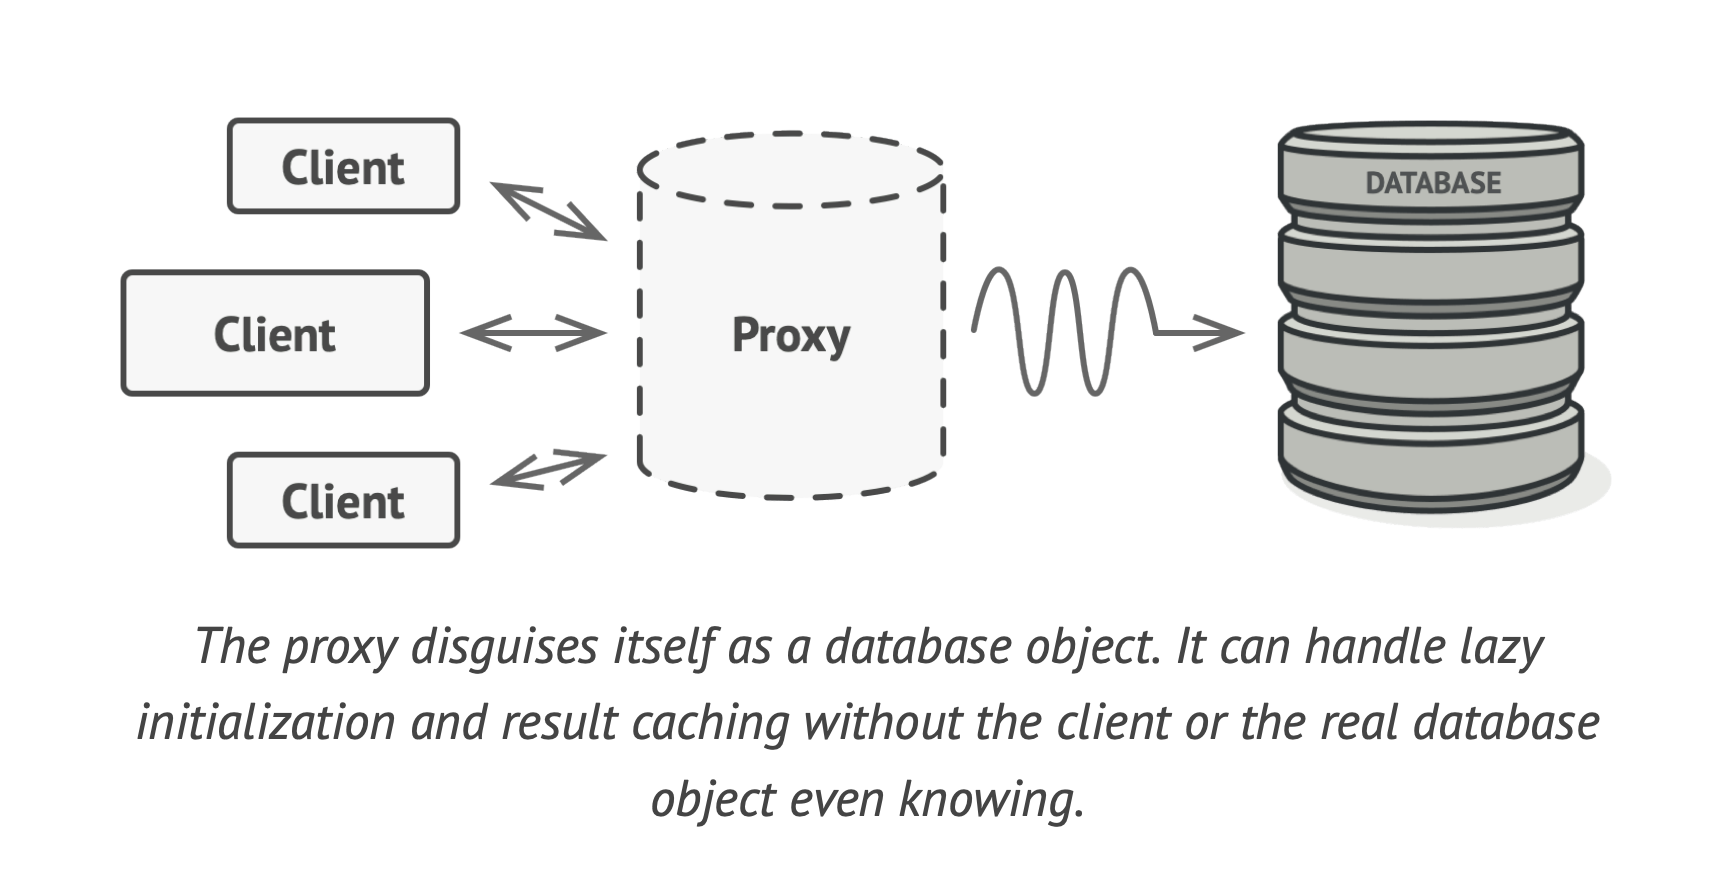 Client
Client
Client
Proxy
DATABASE
The proxy disguises itself as a database object. It can handle lazy
initialization and result caching without the client or the real database
object even knowing.